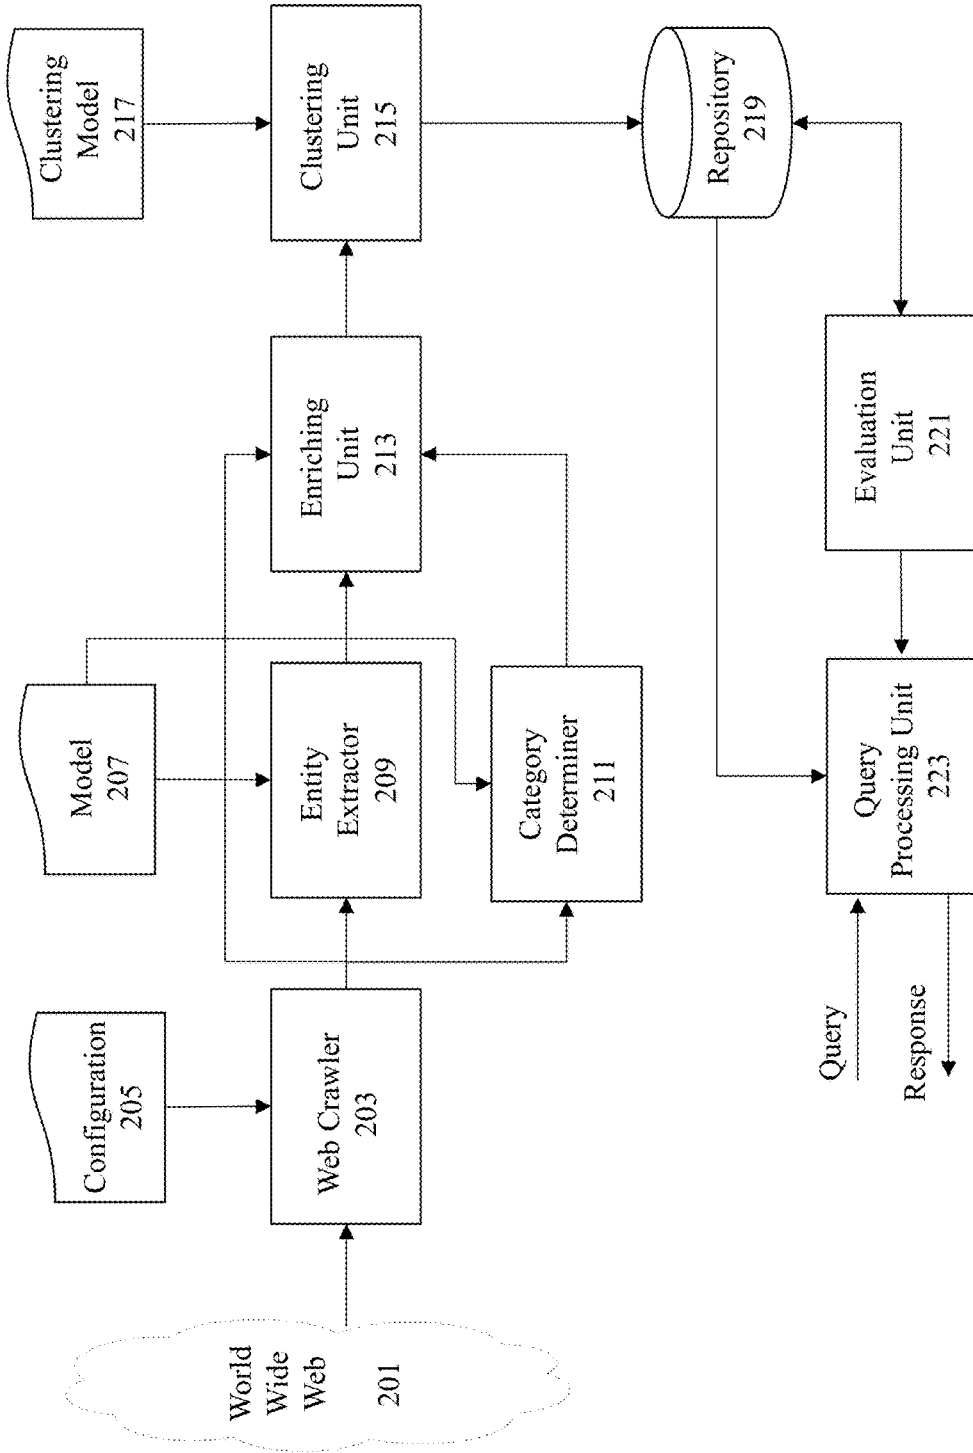 World
Wide
Web
201
Configuration
205
Web Crawler
203
Model
207
Entity
Extractor
209
Category
Determiner
211
Enriching
Unit
213
Clustering
Model
217
Clustering
Unit
215
Repository
219
Evaluation
Unit
221
Query
Processing Unit
223
Query
Response